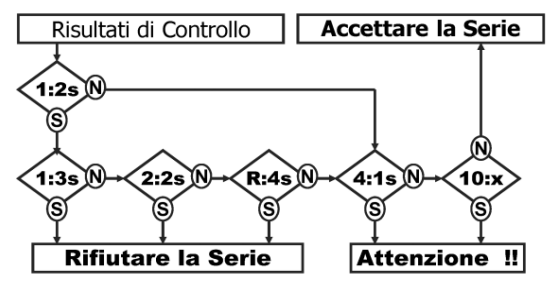 Risultati di Controllo
Accettare la Serie
1:2s N
S
N
1:3s N
2:2s N
R:4s N
4:1s N
10:x
S
S
S
S
S
Rifiutare la Serie
Attenzione !!